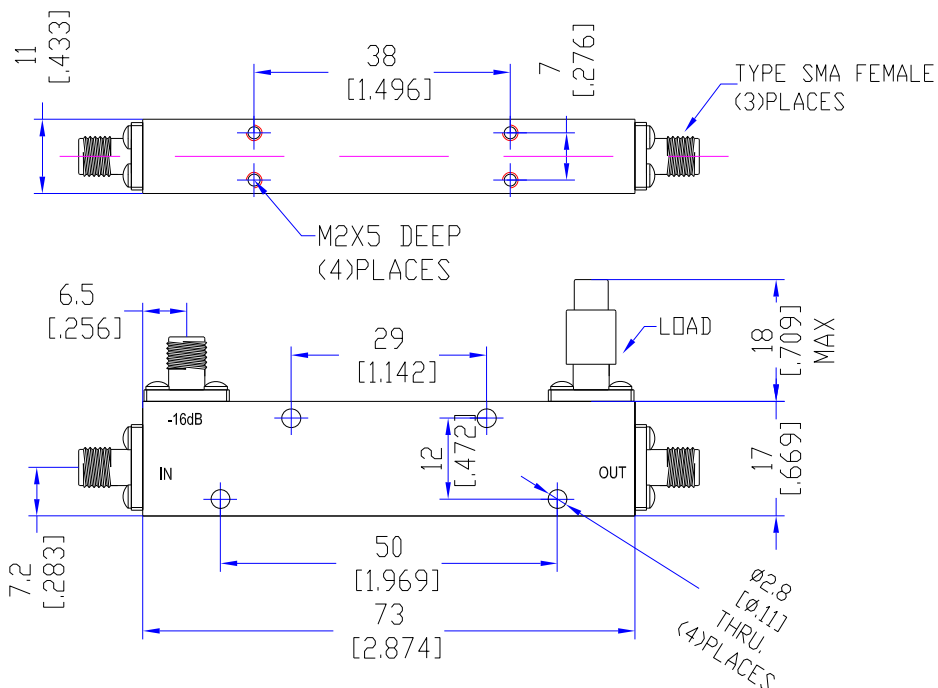 11
[.433]
38
[1.496]
7
[.276]
TYPE SMA FEMALE
(3)PLACES
M2X5 DEEP
(4)PLACES
6.5
[.256]
29
[1.142]
LOAD
18
[.709]
MAX
-16dB
12
[.472]
17
[.669]
IN
OUT
7.2
[.283]
50
[1.969]
73
[2.874]
ø2.8
[ø.11]
THRU.
(4)PLACES